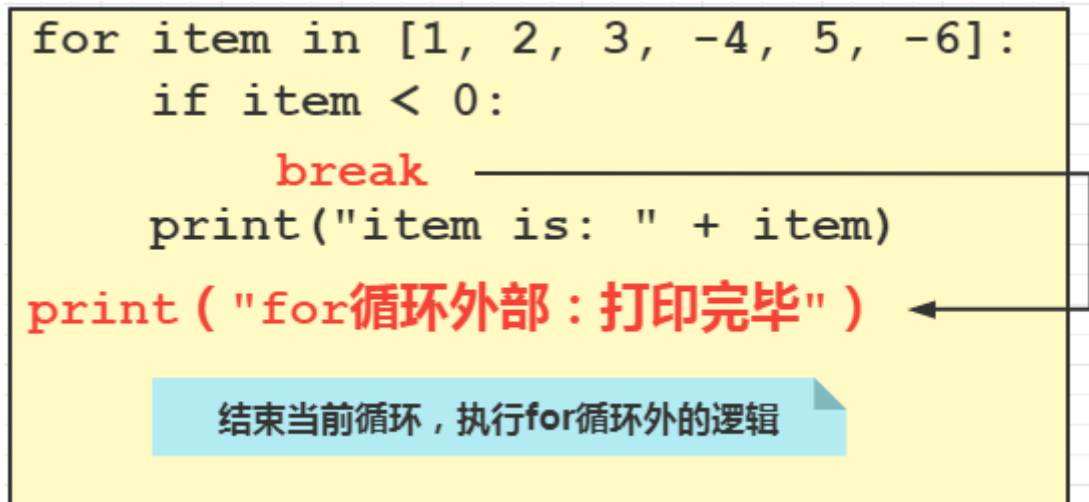 for item in [1, 2, 3, -4, 5, -6]:
    if item < 0:
        break
    print("item is: " + item)
print("for循环外部：打印完毕")
结束当前循环，执行for循环外的逻辑